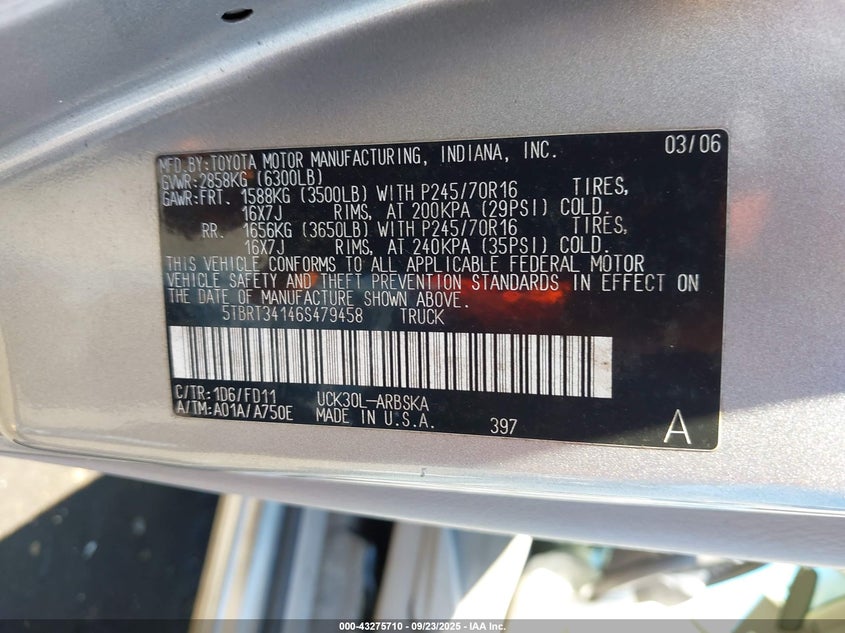 03/06
MFD.BY:TOYOTA MOTOR MANUFACTURING, INDIANA, INC.
GVWR:2858KG (6300LB)
GAWR:FRT. 1588KG (3500LB) WITH P245/70R16 TIRES,
16X7J RIMS, AT 200KPA (29PSI) COLD.
RR. 1656KG (3650LB) WITH P245/70R16 TIRES,
16X7J RIMS, AT 240KPA (35PSI) COLD.
THIS VEHICLE CONFORMS TO ALL APPLICABLE FEDERAL MOTOR
VEHICLE SAFETY AND THEFT PREVENTION STANDARDS IN EFFECT ON
THE DATE OF MANUFACTURE SHOWN ABOVE.
5TBRT34146S479458 TRUCK
C/TR:1D6/FD11 UCK30L-ARBSKA
A/TM:A01A/A750E MADE IN U.S.A. 397 A
000-43275710 - 09/23/2025 - IAA Inc.